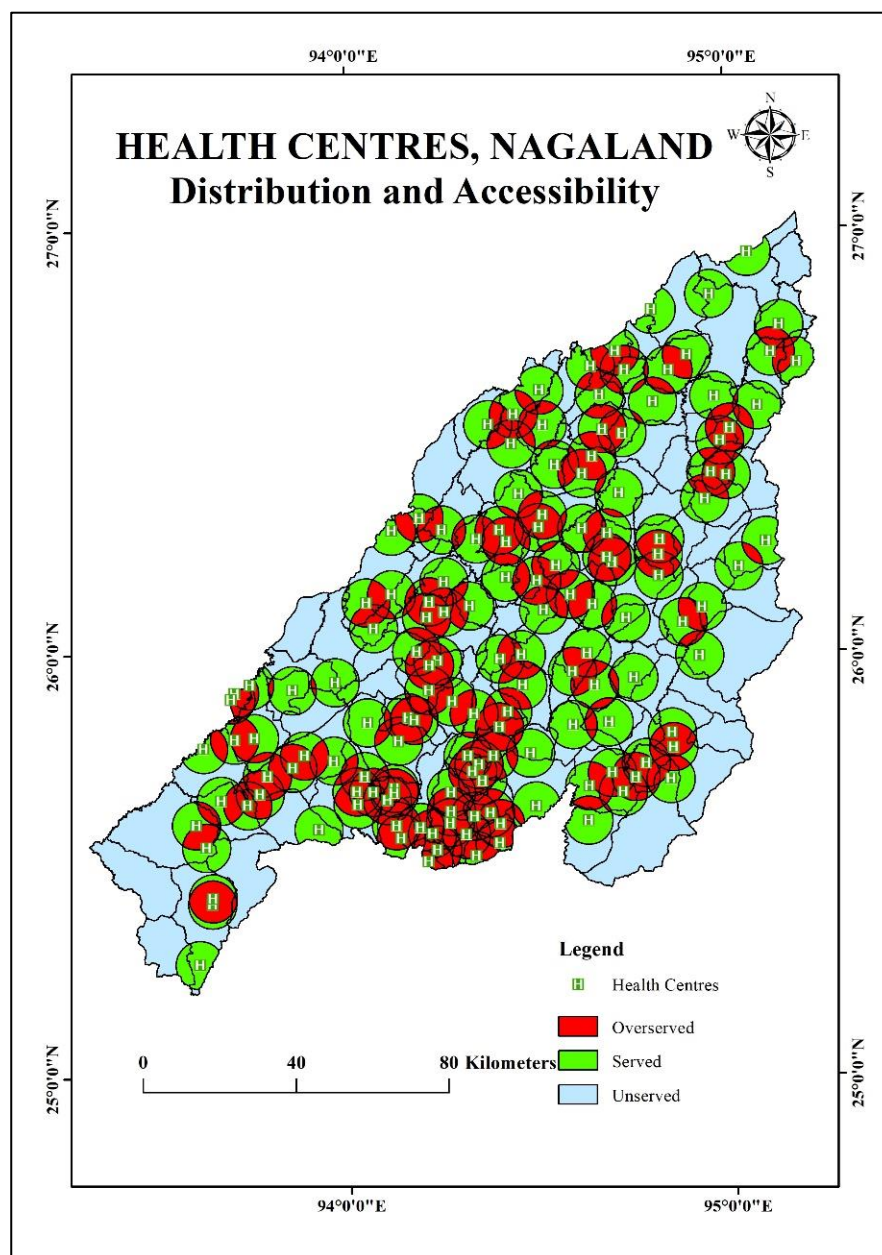 94°0'0"E
95°0'0"E
N
W E
S
HEALTH CENTRES, NAGALAND
Distribution and Accessibility
27°0'0"N
27°0'0"N
26°0'0"N
26°0'0"N
25°0'0"N
25°0'0"N
Legend
H Health Centres
Overserved
Served
Unserved
0 40 80 Kilometers
94°0'0"E
95°0'0"E